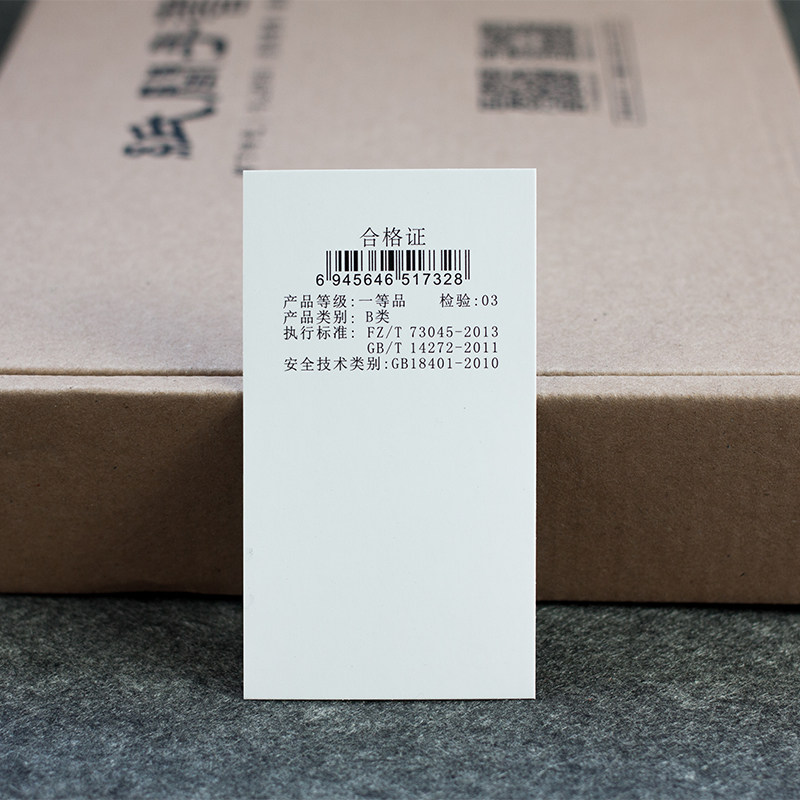 合格证
6 945646 517328
产品等级:一等品 检验:03
产品类别: B类
执行标准: FZ/T 73045-2013
GB/T 14272-2011
安全技术类别:GB18401-2010